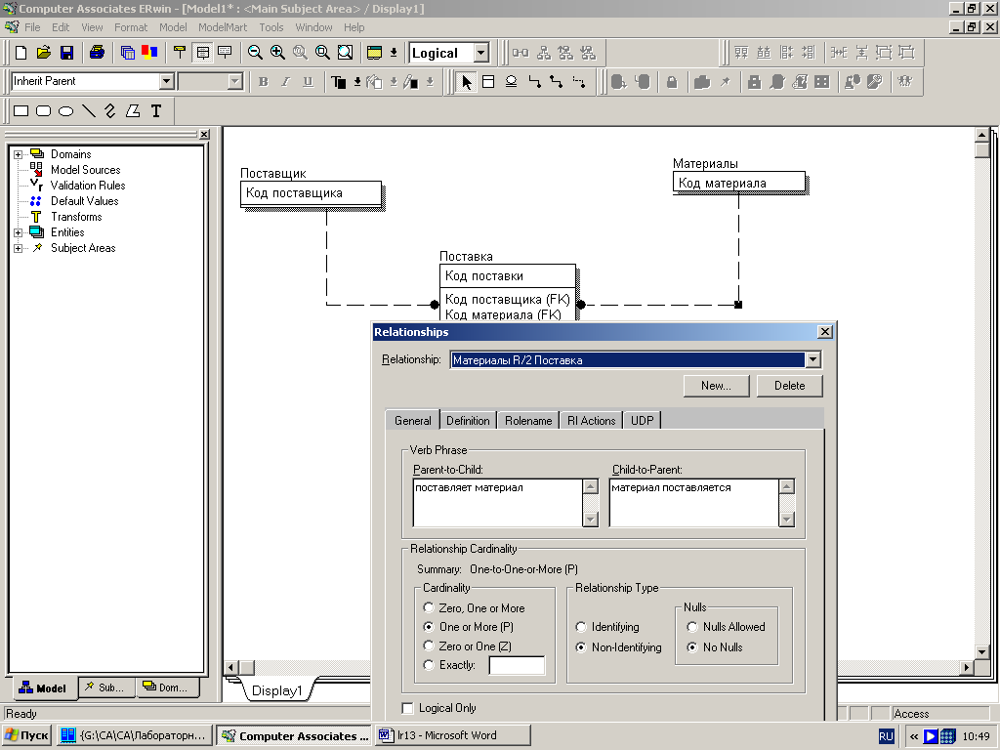 Computer Associates ERwin - [Model1* : <Main Subject Area> / Display1]
File Edit View Format Model ModelMart Tools Window Help
Logical
Inherit Parent
B I U T
T
Domains
Model Sources
Validation Rules
Default Values
Transforms
Entities
Subject Areas
Поставщик
Код поставщика
Материалы
Код материала
Поставка
Код поставки
Код поставщика (FK)
Код материала (FK)
Relationships
Relationship: Материалы R/2 Поставка
New... Delete
General Definition Rolename RI Actions UDP
Verb Phrase
Parent-to-Child: Child-to-Parent:
поставляет материал материал поставляется
Relationship Cardinality
Summary: One-to-One-or-More (P)
Cardinality Relationship Type
Zero, One or More
One or More (P)
Zero or One (Z)
Exactly:
Identifying
Non-Identifying
Nulls
Nulls Allowed
No Nulls
Logical Only
Model Sub... Dom...
Display1
Ready Access
Пуск {G:\CA\CA\Лабораторн... Computer Associates ... lr13 - Microsoft Word RU « 10:49